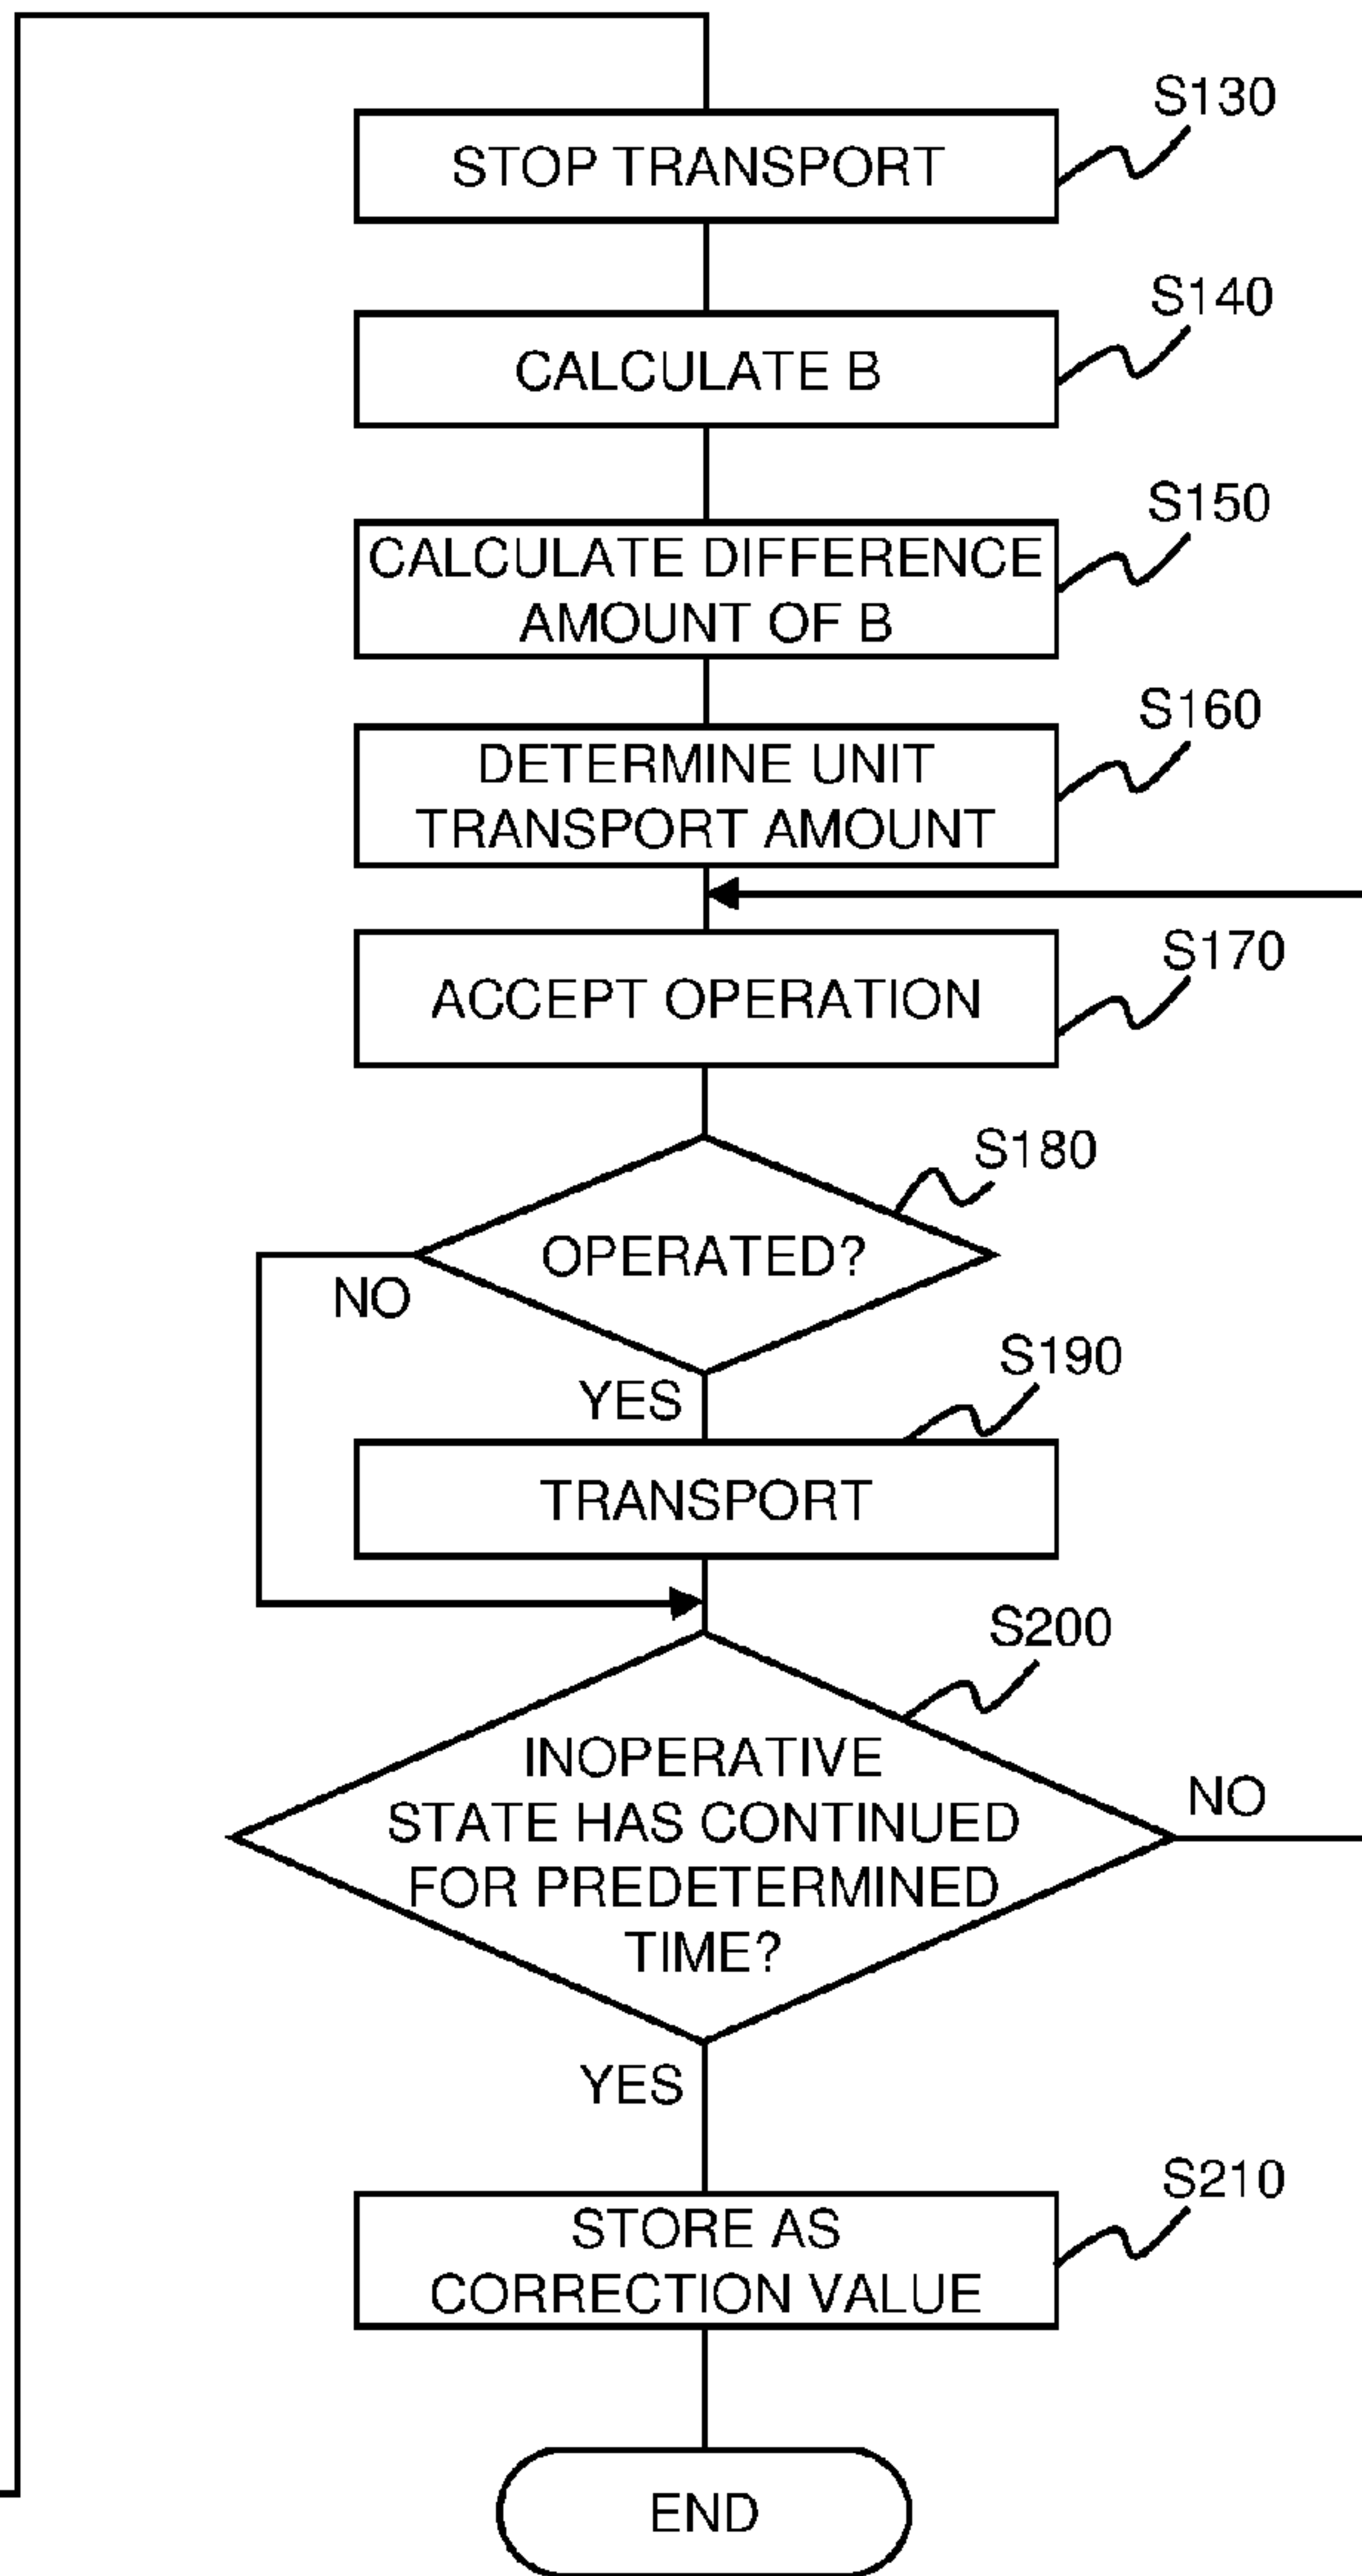 S130
STOP TRANSPORT
S140
CALCULATE B
S150
CALCULATE DIFFERENCE
AMOUNT OF B
S160
DETERMINE UNIT
TRANSPORT AMOUNT
S170
ACCEPT OPERATION
S180
OPERATED?
NO
YES
S190
TRANSPORT
S200
INOPERATIVE
STATE HAS CONTINUED
FOR PREDETERMINED
TIME?
NO
YES
S210
STORE AS
CORRECTION VALUE
END